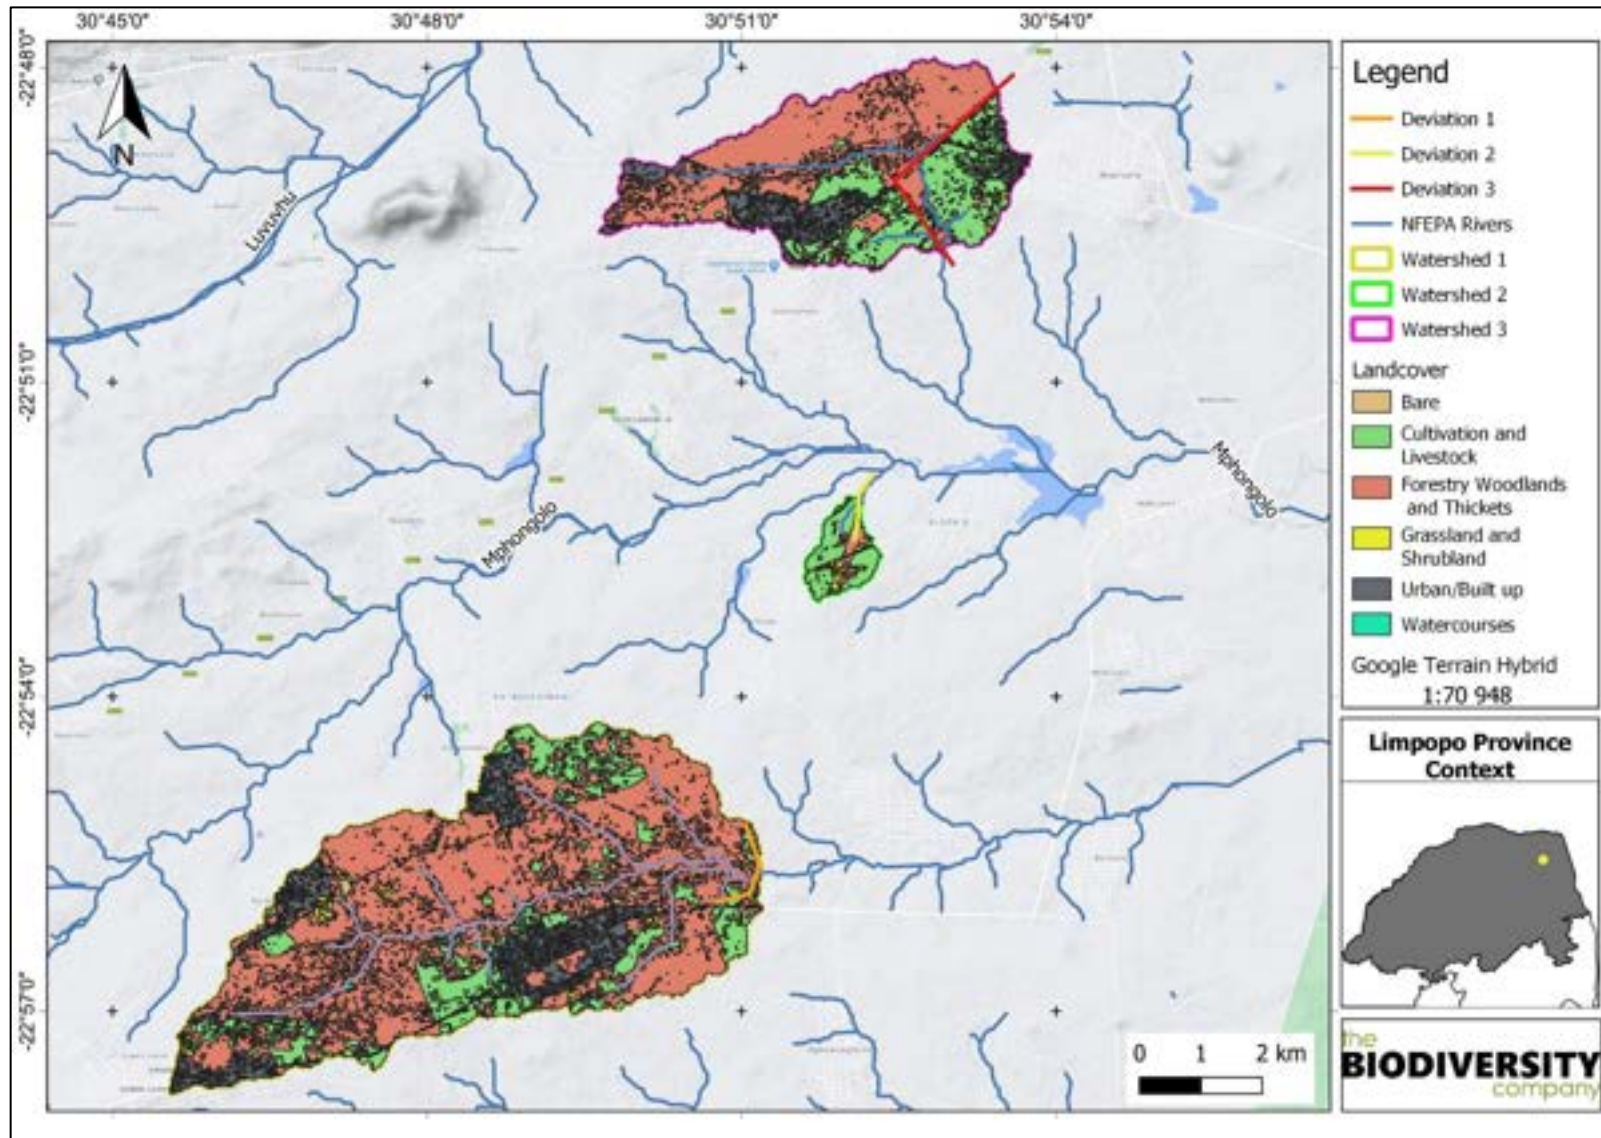 30°45'0"
30°48'0"
30°51'0"
30°54'0"
-22°48'0"
-22°51'0"
-22°54'0"
-22°57'0"
N
Luvuvhu
Mphongolo
Mphongolo
0 1 2 km
Legend
Deviation 1
Deviation 2
Deviation 3
NFEPA Rivers
Watershed 1
Watershed 2
Watershed 3
Landcover
Bare
Cultivation and
Livestock
Forestry Woodlands
and Thickets
Grassland and
Shrubland
Urban/Built up
Watercourses
Google Terrain Hybrid
1:70 948
Limpopo Province
Context
the
BIODIVERSITY
company